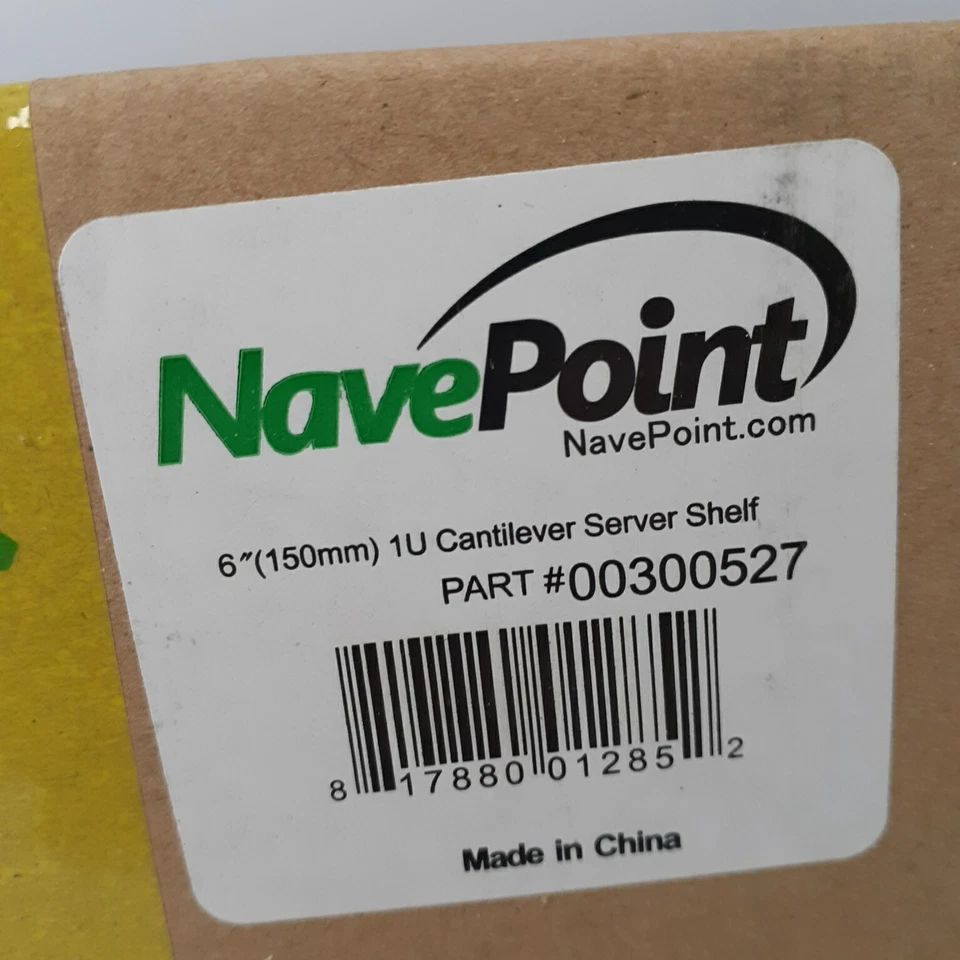 NavePoint
NavePoint.com
6″(150mm) 1U Cantilever Server Shelf
PART #00300527
8 17880 01285 2
Made in China